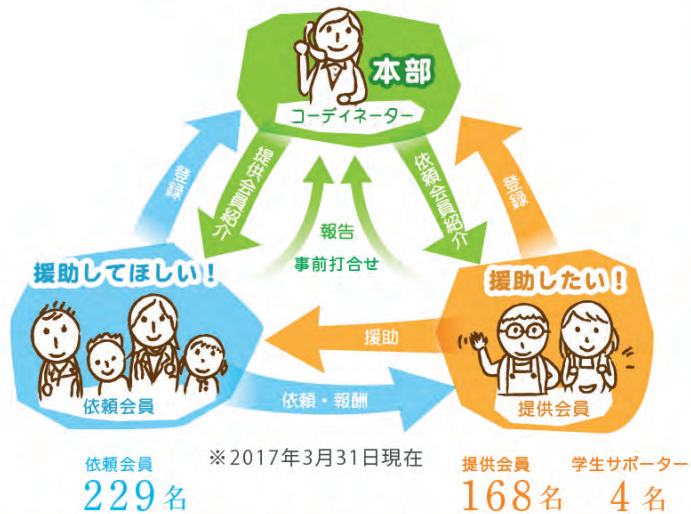 本部
コーディネーター
登録
提供会員紹介
依頼会員紹介
登録
報告
事前打合せ
援助してほしい！
援助したい！
援助
依頼会員
依頼・報酬
提供会員
※2017年3月31日現在
依頼会員
229名
提供会員
168名
学生サポーター
4名